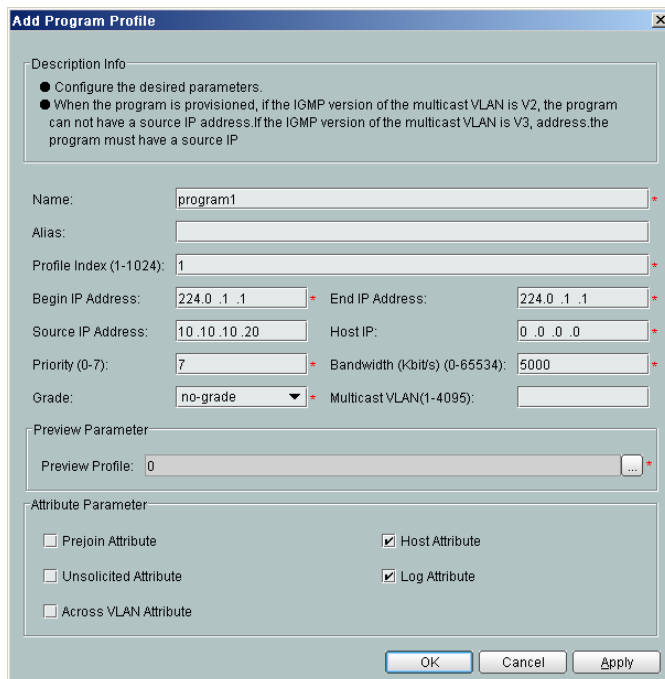 Add Program Profile
Description Info
● Configure the desired parameters.
● When the program is provisioned, if the IGMP version of the multicast VLAN is V2, the program
can not have a source IP address.If the IGMP version of the multicast VLAN is V3, address.the
program must have a source IP
Name: program1 *
Alias:
Profile Index (1-1024): 1 *
Begin IP Address: 224.0 .1 .1 * End IP Address: 224.0 .1 .1 *
Source IP Address: 10.10.10.20 Host IP: 0 .0 .0 .0 *
Priority (0-7): 7 * Bandwidth (Kbit/s) (0-65534): 5000 *
Grade: no-grade * Multicast VLAN(1-4095):
Preview Parameter
Preview Profile: 0 ... *
Attribute Parameter
Prejoin Attribute Host Attribute
Unsolicited Attribute Log Attribute
Across VLAN Attribute
OK Cancel Apply